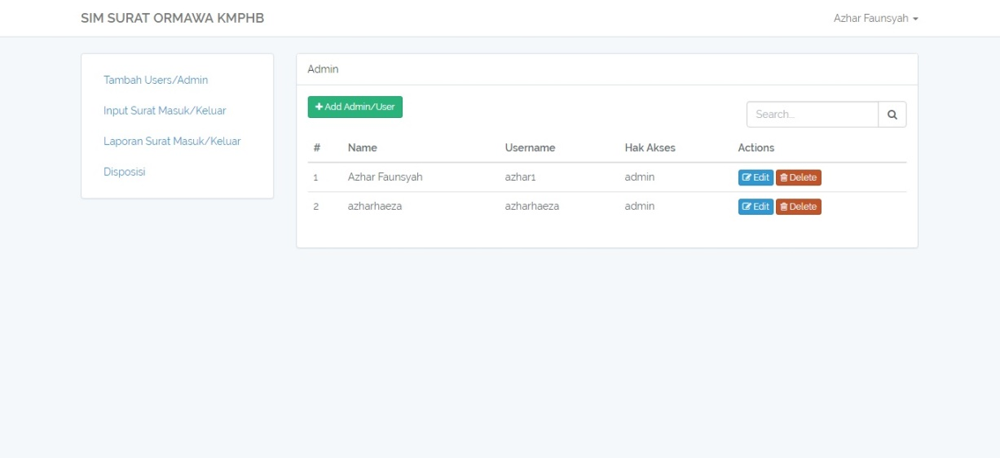 SIM SURAT ORMAWA KMPHB
Azhar Faunsyah
Tambah Users/Admin
Input Surat Masuk/Keluar
Laporan Surat Masuk/Keluar
Disposisi
Admin
Add Admin/User
Search...
# Name Username Hak Akses Actions
1 Azhar Faunsyah azhar1 admin Edit Delete
2 azharhaeza azharhaeza admin Edit Delete